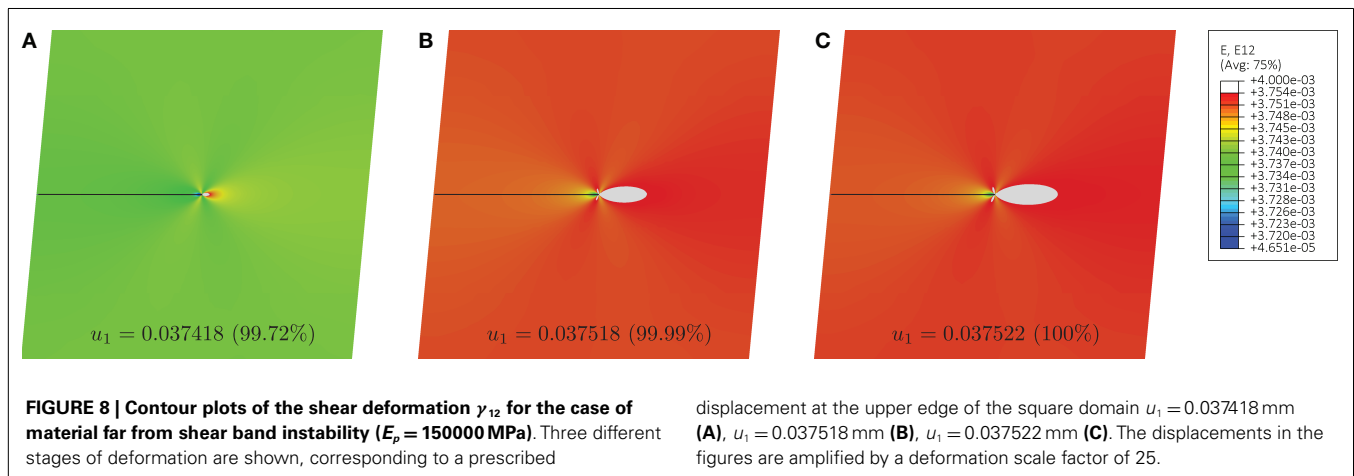 A
B
C
E, E12
(Avg: 75%)
+4.000e-03
+3.754e-03
+3.751e-03
+3.748e-03
+3.745e-03
+3.743e-03
+3.740e-03
+3.737e-03
+3.734e-03
+3.731e-03
+3.728e-03
+3.726e-03
+3.723e-03
+3.720e-03
+4.651e-05
u₁ = 0.037418 (99.72%)
u₁ = 0.037518 (99.99%)
u₁ = 0.037522 (100%)
FIGURE 8 | Contour plots of the shear deformation γ₁₂ for the case of
material far from shear band instability (Eₚ = 150000 MPa). Three different
stages of deformation are shown, corresponding to a prescribed
displacement at the upper edge of the square domain u₁ = 0.037418 mm
(A), u₁ = 0.037518 mm (B), u₁ = 0.037522 mm (C). The displacements in the
figures are amplified by a deformation scale factor of 25.